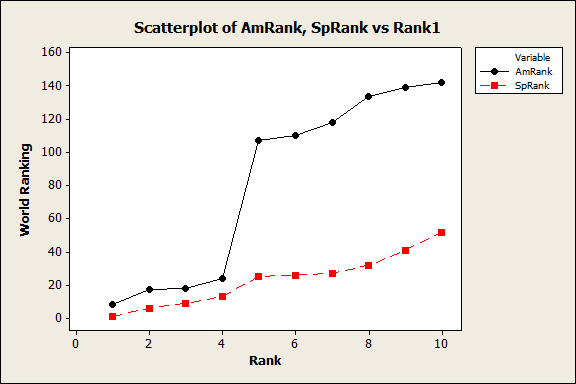 Scatterplot of AmRank, SpRank vs Rank1
160
140
120
100
80
60
40
20
0
World Ranking
0 2 4 6 8 10
Rank
Variable
AmRank
SpRank